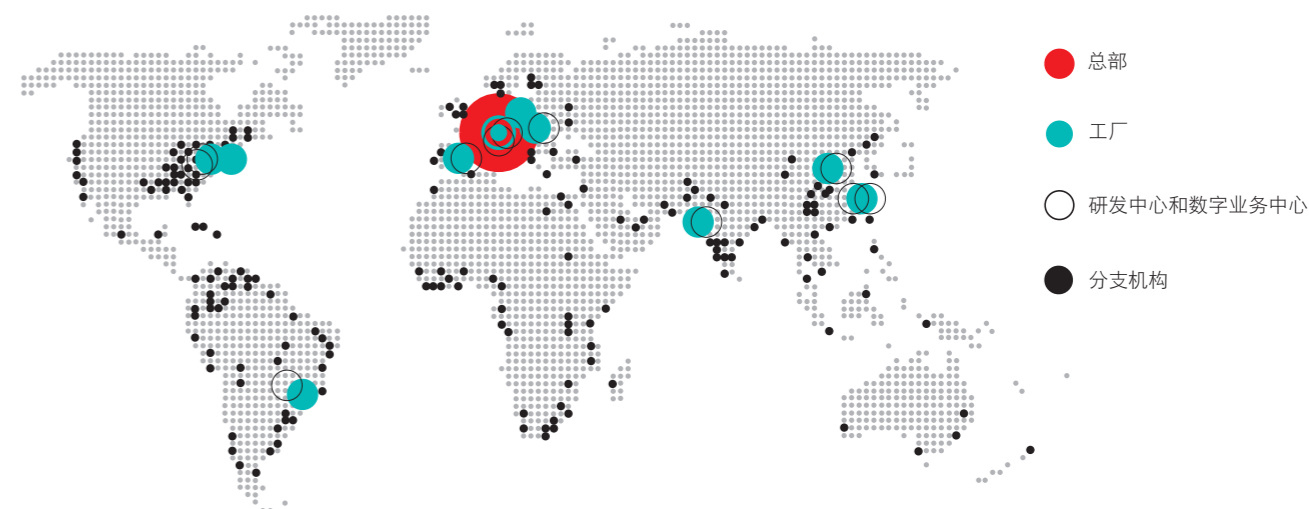 总部
工厂
研发中心和数字业务中心
分支机构